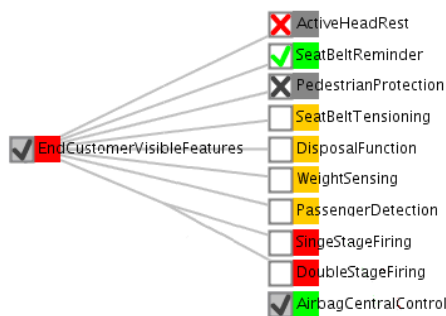 ActiveHeadRest
SeatBeltReminder
PedestrianProtection
SeatBeltTensioning
EndCustomerVisibleFeatures
DisposalFunction
WeightSensing
PassengerDetection
SingeStageFiring
DoubleStageFiring
AirbagCentralControl